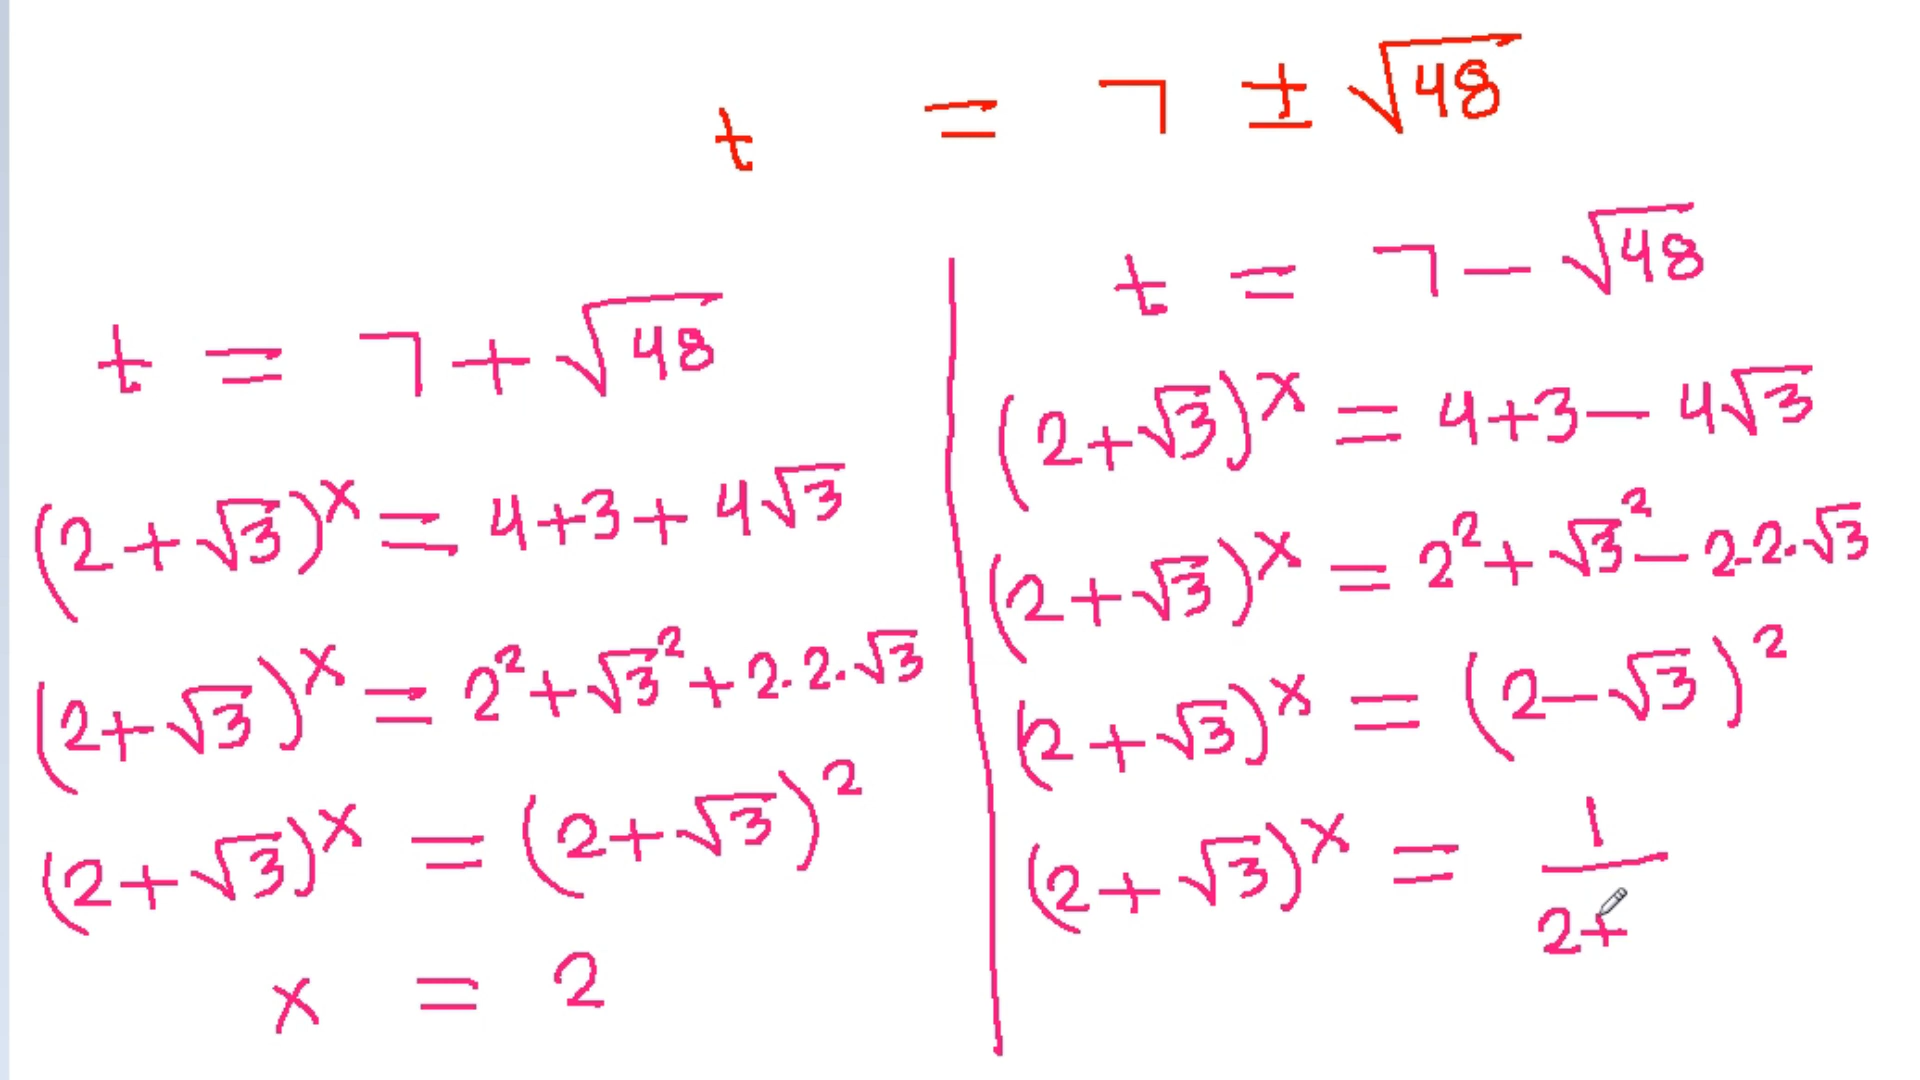 t = 7 ± √48
t = 7 + √48
(2 + √3)^x = 4 + 3 + 4√3
(2 + √3)^x = 2² + √3² + 2.2.√3
(2 + √3)^x = (2 + √3)²
x = 2
t = 7 − √48
(2 + √3)^x = 4 + 3 − 4√3
(2 + √3)^x = 2² + √3² − 2.2.√3
(2 + √3)^x = (2 − √3)²
(2 + √3)^x = 1/2+